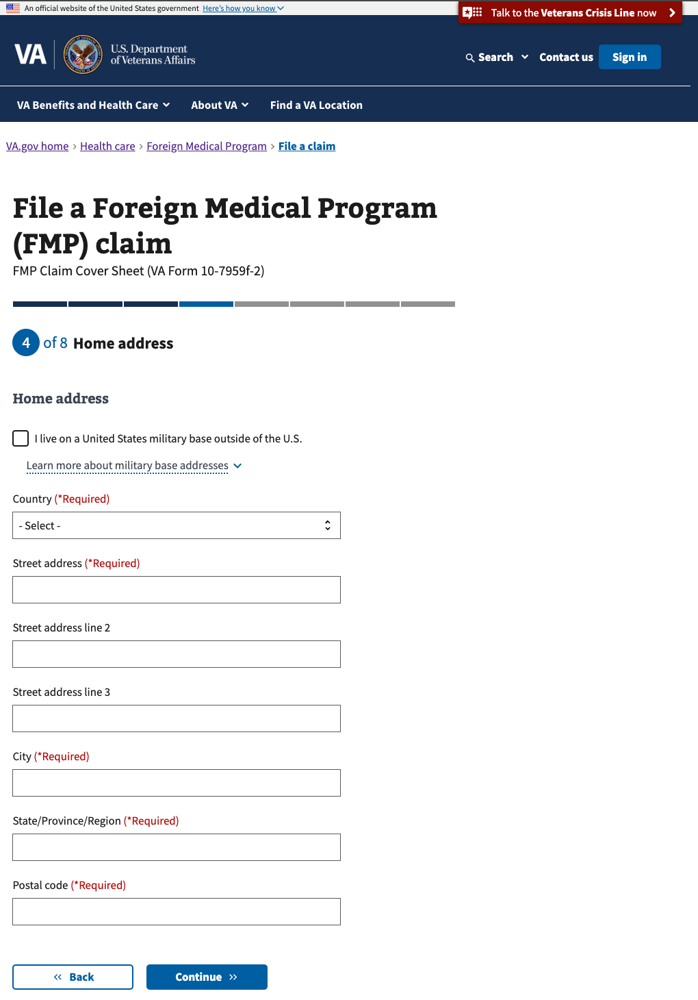 An official website of the United States government Here's how you know
Talk to the Veterans Crisis Line now
VA
U.S. Department
of Veterans Affairs
Search
Contact us
Sign in
VA Benefits and Health Care
About VA
Find a VA Location
VA.gov home › Health care › Foreign Medical Program › File a claim
File a Foreign Medical Program
(FMP) claim
FMP Claim Cover Sheet (VA Form 10-7959f-2)
4 of 8 Home address
Home address
I live on a United States military base outside of the U.S.
Learn more about military base addresses
Country (*Required)
- Select -
Street address (*Required)
Street address line 2
Street address line 3
City (*Required)
State/Province/Region (*Required)
Postal code (*Required)
« Back
Continue »